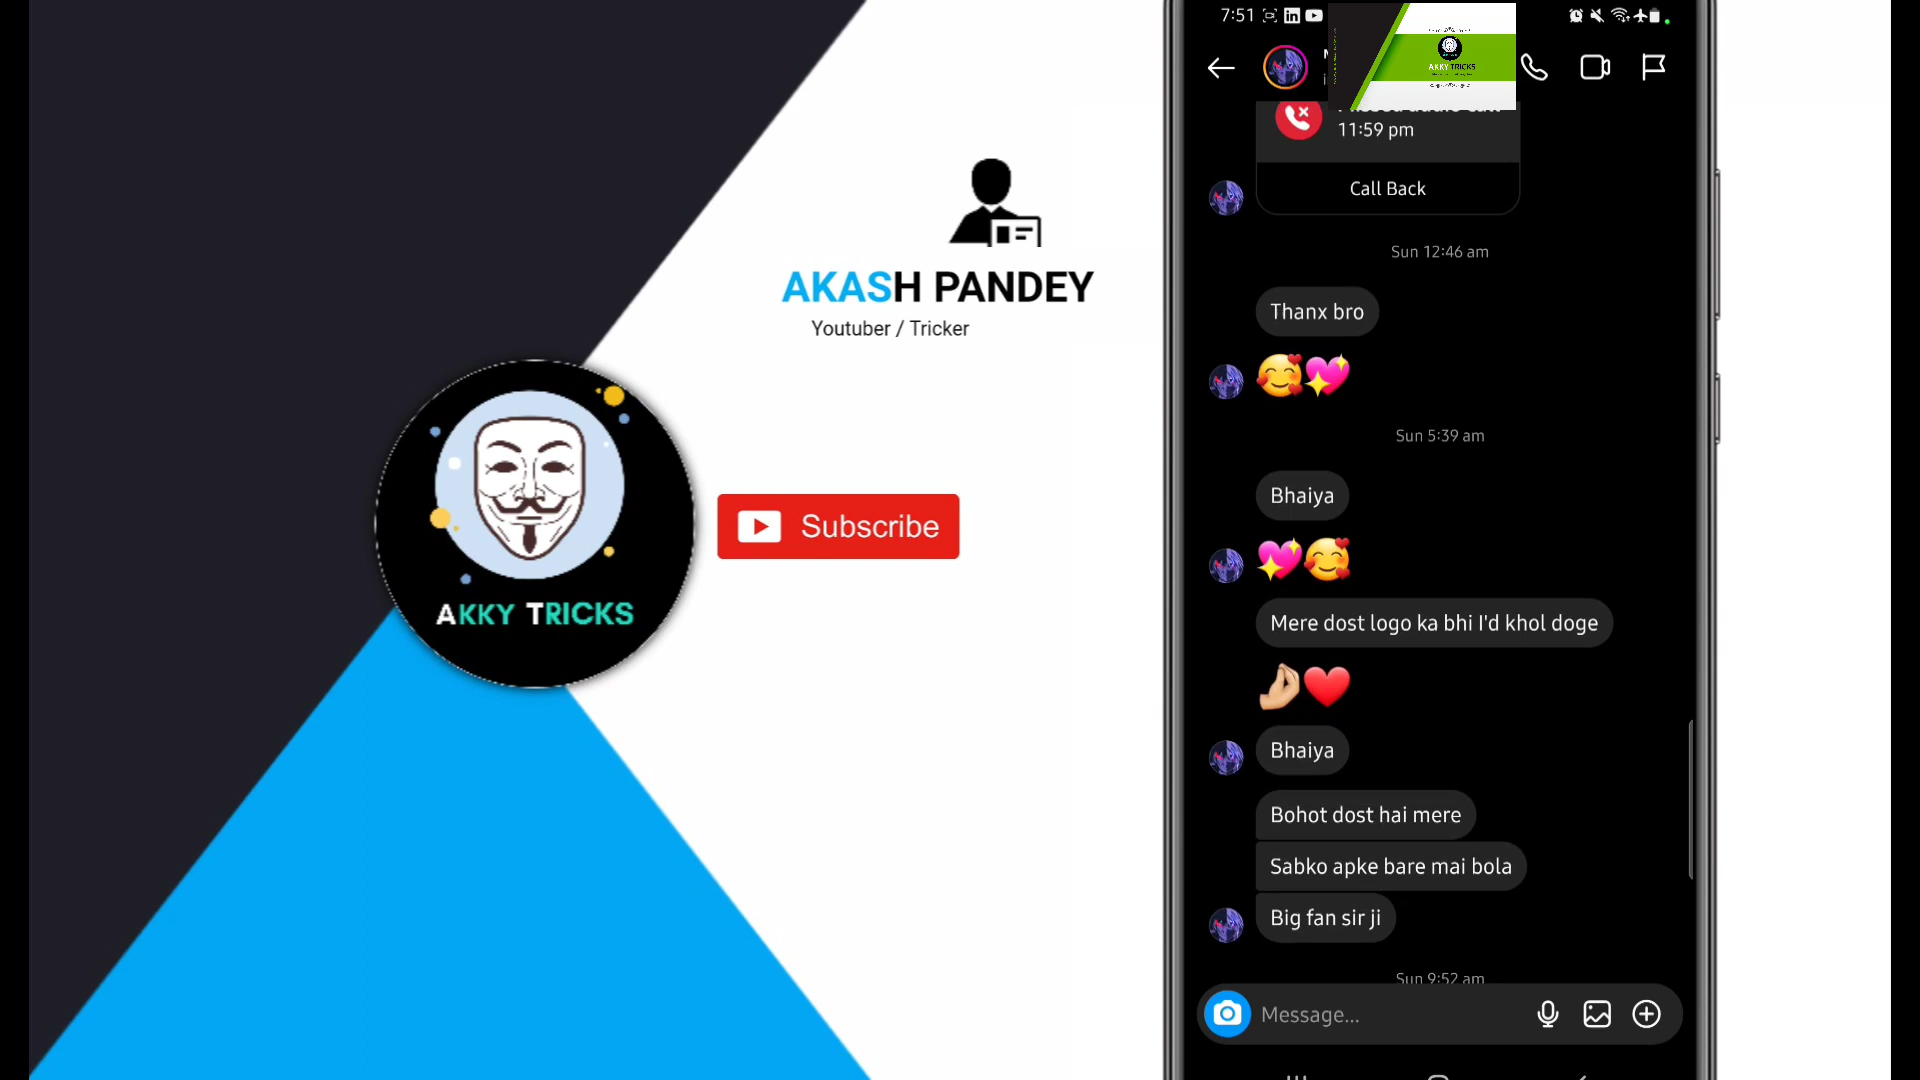 AKASH PANDEY
Youtuber / Tricker
AKKY TRICKS
Subscribe
7:51
AKKY TRICKS
11:59 pm
Call Back
Sun 12:46 am
Thanx bro
🥰💖
Sun 5:39 am
Bhaiya
💖🥰
Mere dost logo ka bhi I'd khol doge
🤌🏼❤️
Bhaiya
Bohot dost hai mere
Sabko apke bare mai bola
Big fan sir ji
Sun 9:52 am
Message...